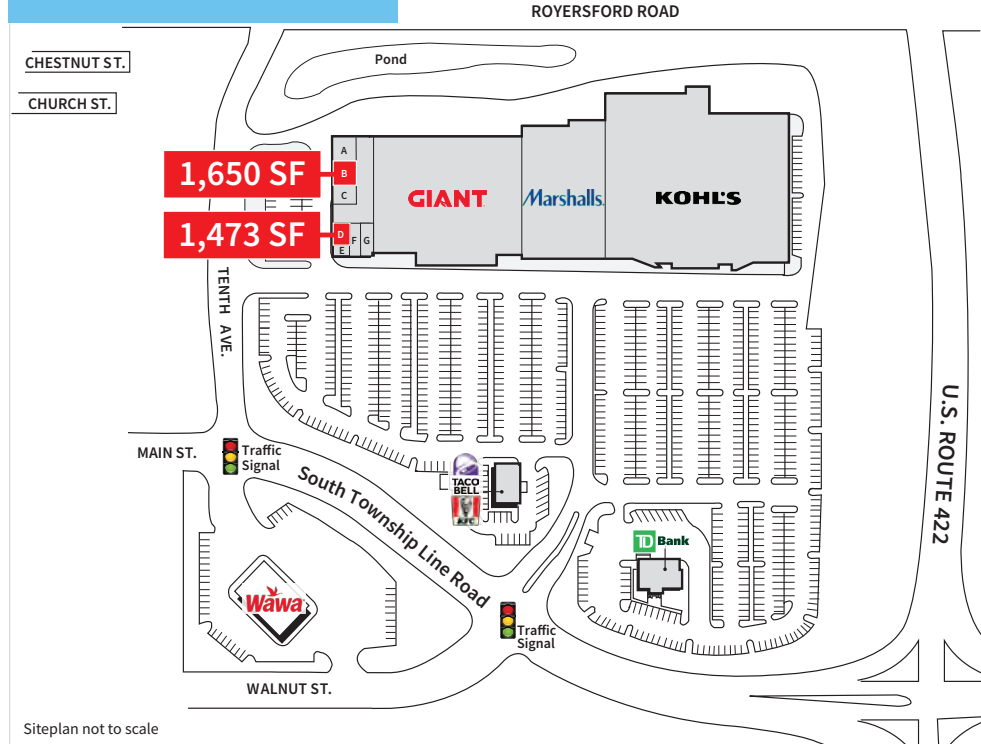 ROYERSFORD ROAD
CHESTNUT ST.
Pond
CHURCH ST.
A
1,650 SF
B
C
GIANT
Marshalls
KOHL'S
1,473 SF
D
F
G
E
TENTH AVE.
U.S. ROUTE 422
MAIN ST.
Traffic
Signal
South Township Line Road
TACO
BELL
KFC
TD Bank
Wawa
Traffic
Signal
WALNUT ST.
Siteplan not to scale